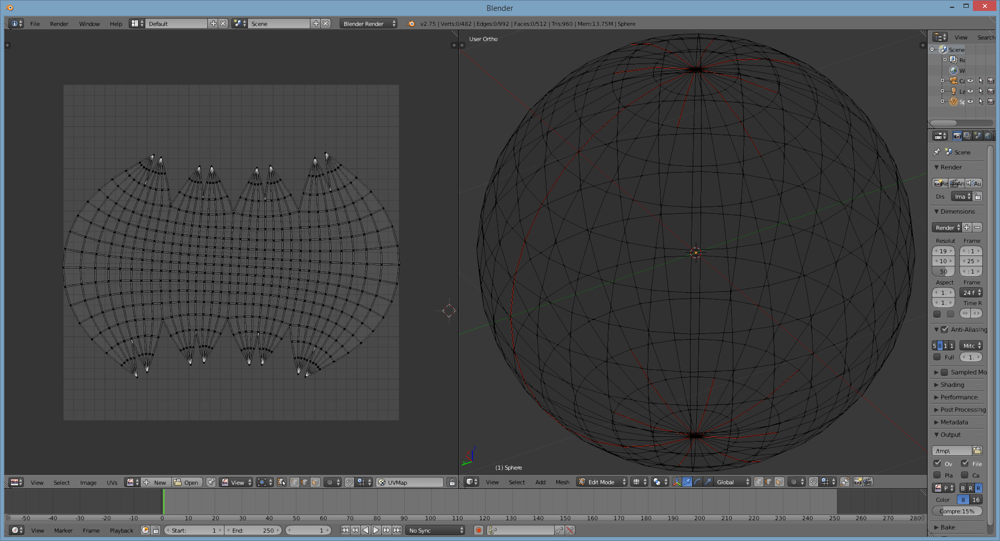 Blender
File Render Window Help Default Scene Blender Render v2.75 | Verts:0/482 | Edges:0/992 | Faces:0/512 | Tris:960 | Mem:13.75M | Sphere
User Ortho
View Search
Scene
Re
W
Ca
La
Sp
Scene
Render
Re An Au
Dis Ima
Dimensions
Render
Resolut Frame
19 : 1
10 25
50 : 1
Aspect Frame
1. 24 f
1. Time R
Anti-Aliasing
5 8 1 1 Mitc
Full 1.
Sampled Mo
Shading
Performance
Post Processing
Metadata
Output
/tmp\
Ov File
Pla Ca
P B R R
Color 8 16
Compre:15%
Bake
z
y
(1) Sphere
View Select Image UVs New Open View UVMap
View Select Add Mesh Edit Mode Global
-50 -40 -30 -20 -10 0 10 20 30 40 50 60 70 80 90 100 110 120 130 140 150 160 170 180 190 200 210 220 230 240 250 260 270 280
View Marker Frame Playback Start: 1 End: 250 1 No Sync